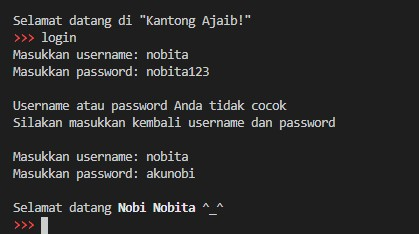 Selamat datang di "Kantong Ajaib!"
>>> login
Masukkan username: nobita
Masukkan password: nobita123
Username atau password Anda tidak cocok
Silakan masukkan kembali username dan password
Masukkan username: nobita
Masukkan password: akunobi
Selamat datang Nobi Nobita ^_^
>>>